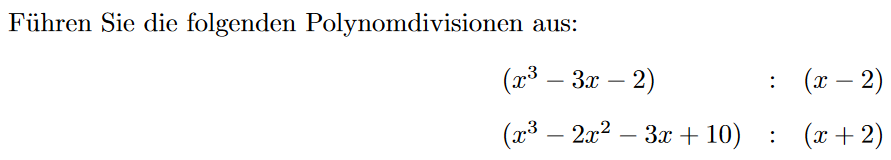 Führen Sie die folgenden Polynomdivisionen aus:
(x³ − 3x − 2) : (x − 2)
(x³ − 2x² − 3x + 10) : (x + 2)